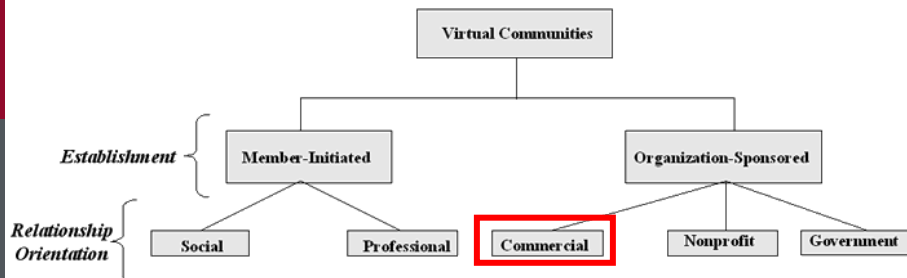 Virtual Communities
Establishment
Member-Initiated
Organization-Sponsored
Relationship
Orientation
Social
Professional
Commercial
Nonprofit
Government